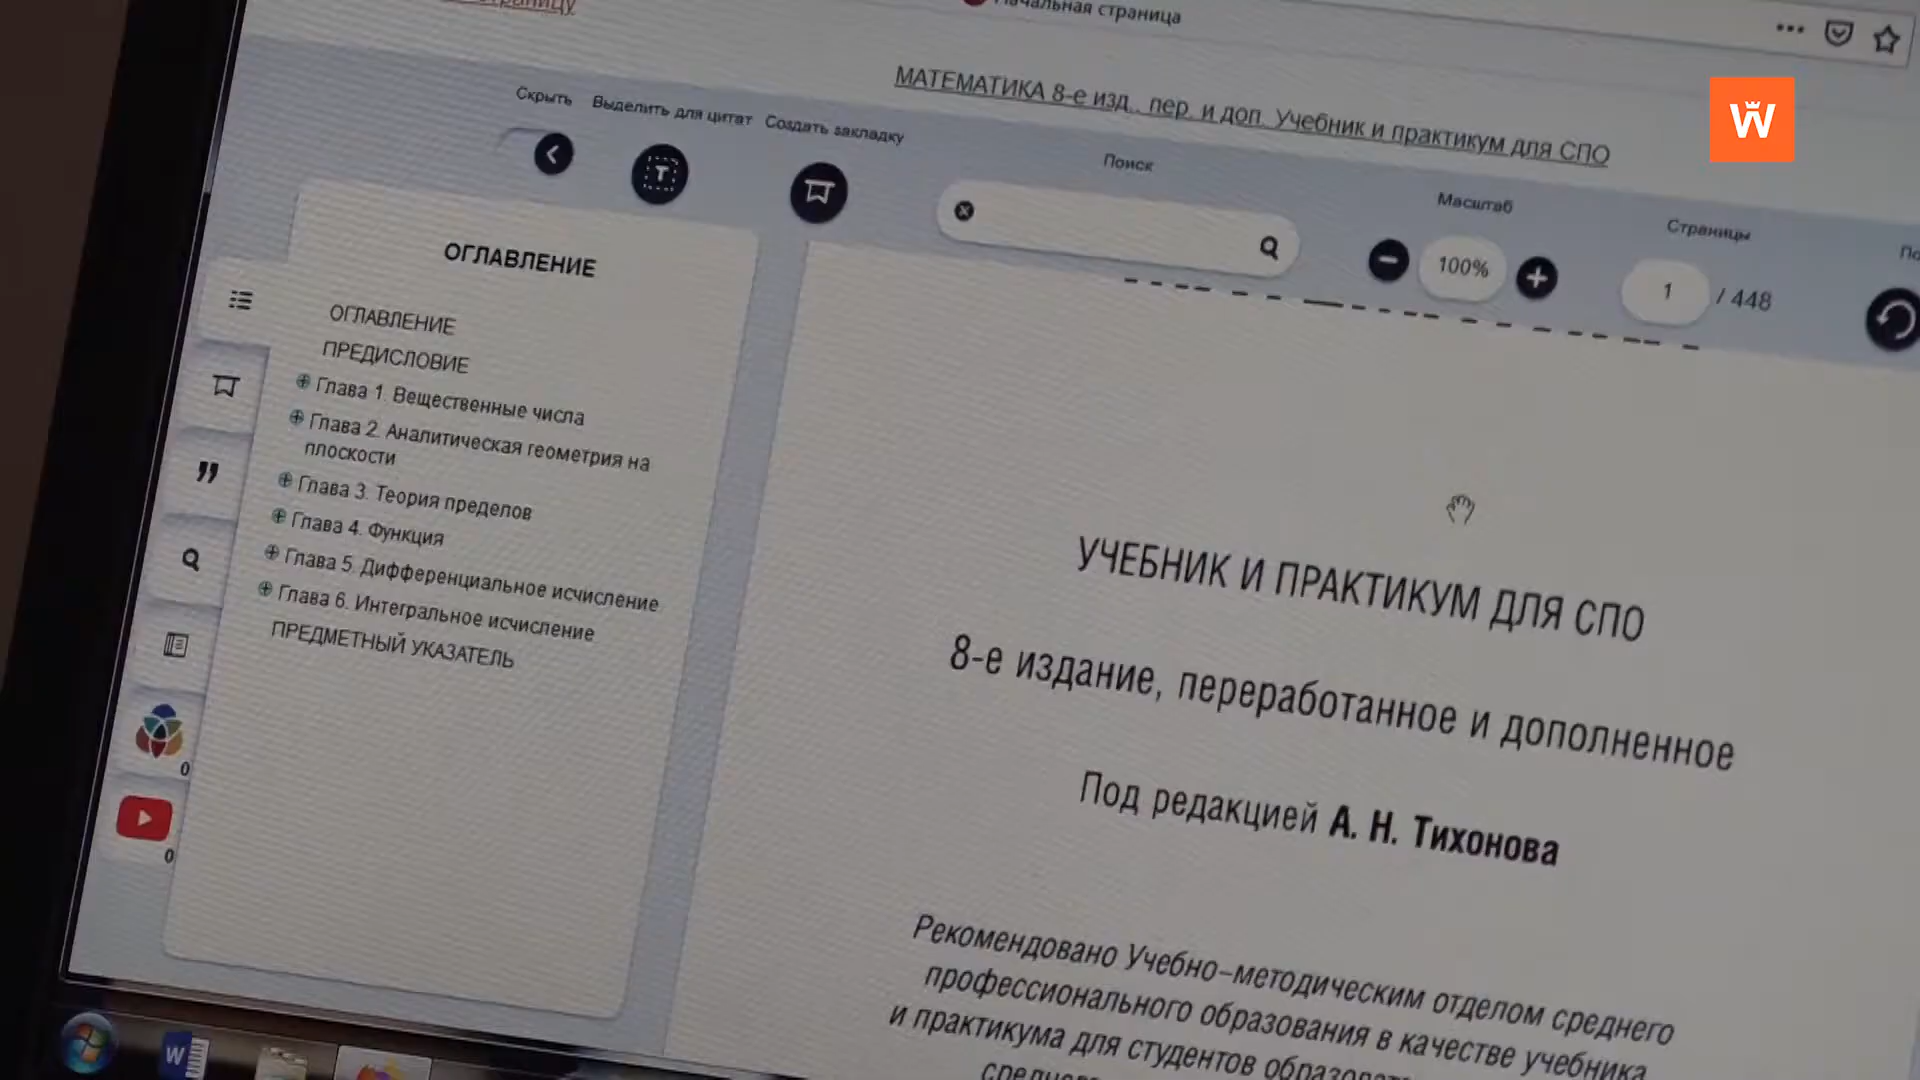 Начальная страница
МАТЕМАТИКА 8-е изд., пер. и доп. Учебник и практикум для СПО
W
Скрыть
Выделить для цитат
Создать закладку
Поиск
Масштаб
Страницы
100%
1 / 448
ОГЛАВЛЕНИЕ
ОГЛАВЛЕНИЕ
ПРЕДИСЛОВИЕ
Глава 1. Вещественные числа
Глава 2. Аналитическая геометрия на
плоскости
Глава 3. Теория пределов
Глава 4. Функция
Глава 5. Дифференциальное исчисление
Глава 6. Интегральное исчисление
ПРЕДМЕТНЫЙ УКАЗАТЕЛЬ
0
0
УЧЕБНИК И ПРАКТИКУМ ДЛЯ СПО
8-е издание, переработанное и дополненное
Под редакцией А. Н. Тихонова
Рекомендовано Учебно-методическим отделом среднего
профессионального образования в качестве учебника
и практикума для студентов
W